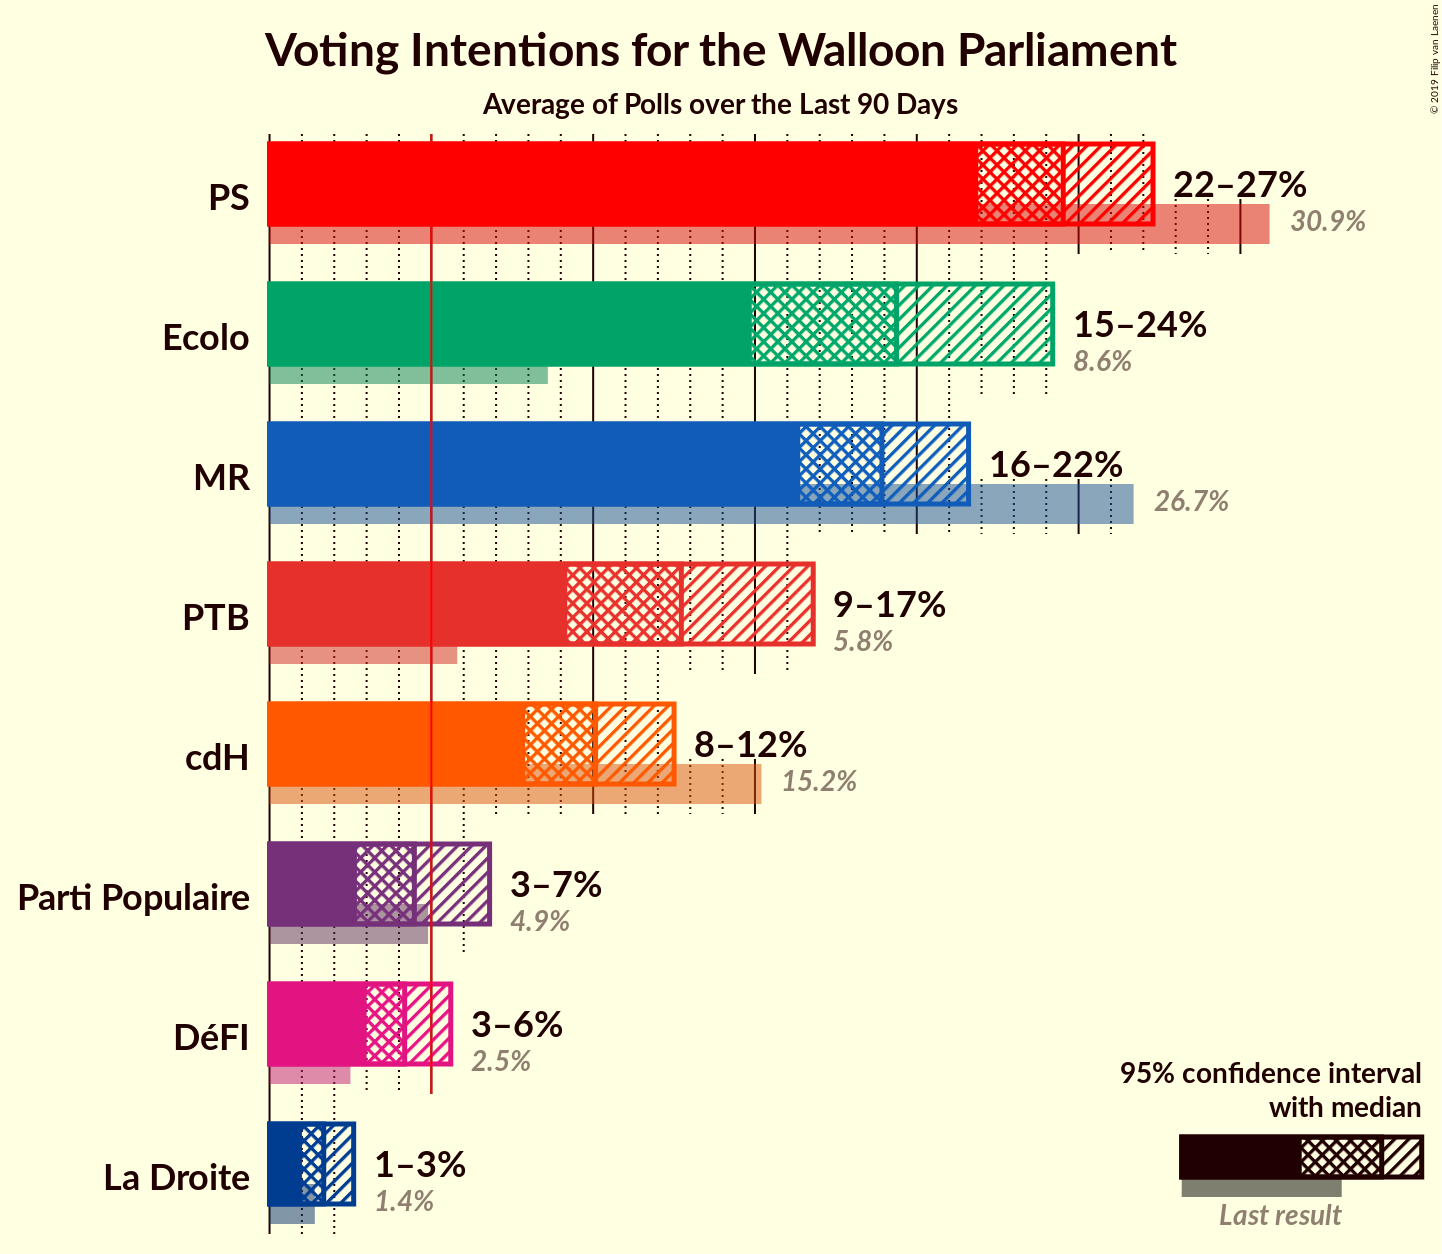 Voting Intentions for the Walloon Parliament
Average of Polls over the Last 90 Days
© 2019 Filip van Laenen
PS
22–27%
30.9%
Ecolo
15–24%
8.6%
MR
16–22%
26.7%
PTB
9–17%
5.8%
cdH
8–12%
15.2%
Parti Populaire
3–7%
4.9%
DéFI
3–6%
2.5%
La Droite
1–3%
1.4%
95% confidence interval
with median
Last result